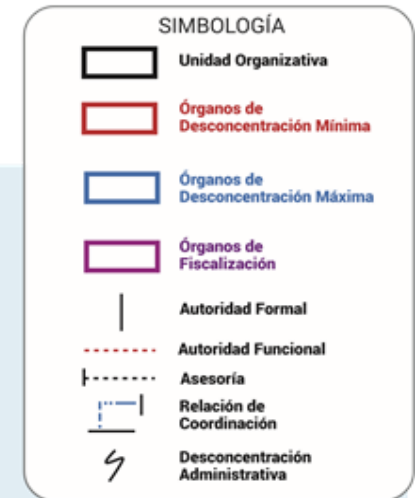 SIMBOLOGÍA
Unidad Organizativa
Órganos de
Desconcentración Mínima
Órganos de
Desconcentración Máxima
Órganos de
Fiscalización
Autoridad Formal
Autoridad Funcional
Asesoría
Relación de
Coordinación
Desconcentración
Administrativa